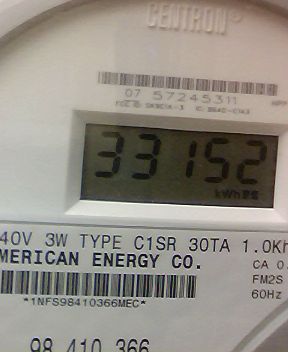 CENTRON®
07 57245311
33152
kWh
40V 3W TYPE C1SR 30TA 1.0Kh
MERICAN ENERGY CO.
CA 0.
FM2S
*1NFS98410366MEC*
60Hz
98 410 366